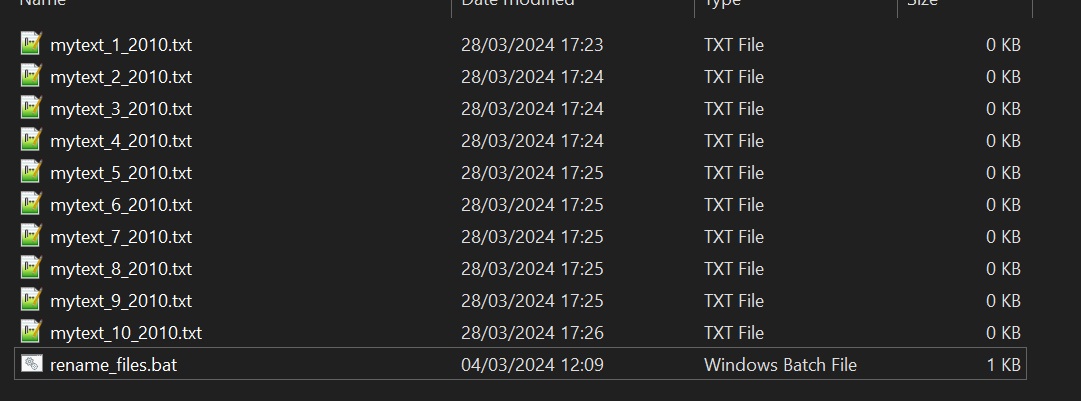 Name Date modified Type Size
mytext_1_2010.txt 28/03/2024 17:23 TXT File 0 KB
mytext_2_2010.txt 28/03/2024 17:24 TXT File 0 KB
mytext_3_2010.txt 28/03/2024 17:24 TXT File 0 KB
mytext_4_2010.txt 28/03/2024 17:24 TXT File 0 KB
mytext_5_2010.txt 28/03/2024 17:25 TXT File 0 KB
mytext_6_2010.txt 28/03/2024 17:25 TXT File 0 KB
mytext_7_2010.txt 28/03/2024 17:25 TXT File 0 KB
mytext_8_2010.txt 28/03/2024 17:25 TXT File 0 KB
mytext_9_2010.txt 28/03/2024 17:25 TXT File 0 KB
mytext_10_2010.txt 28/03/2024 17:26 TXT File 0 KB
rename_files.bat 04/03/2024 12:09 Windows Batch File 1 KB